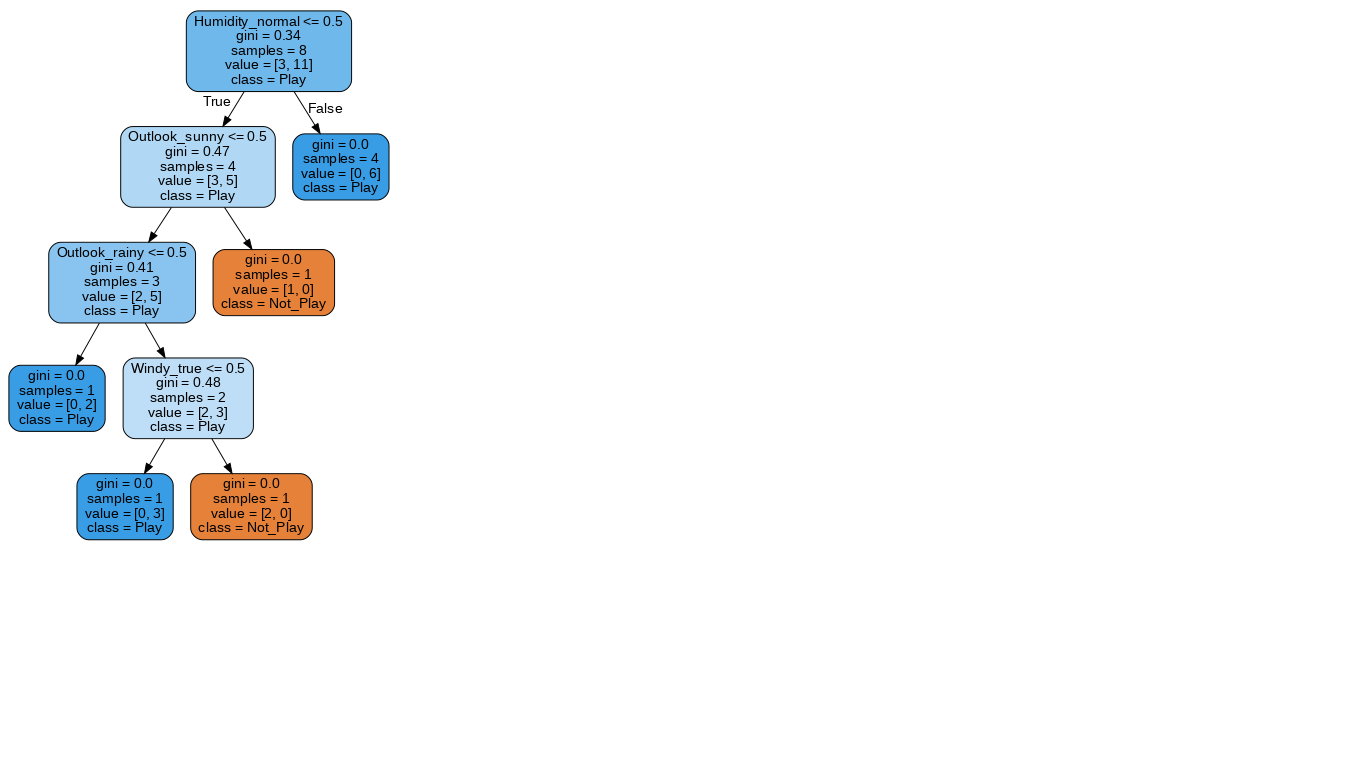 Humidity_normal <= 0.5
gini = 0.34
samples = 8
value = [3, 11]
class = Play
True
False
Outlook_sunny <= 0.5
gini = 0.47
samples = 4
value = [3, 5]
class = Play
gini = 0.0
samples = 4
value = [0, 6]
class = Play
Outlook_rainy <= 0.5
gini = 0.41
samples = 3
value = [2, 5]
class = Play
gini = 0.0
samples = 1
value = [1, 0]
class = Not_Play
gini = 0.0
samples = 1
value = [0, 2]
class = Play
Windy_true <= 0.5
gini = 0.48
samples = 2
value = [2, 3]
class = Play
gini = 0.0
samples = 1
value = [0, 3]
class = Play
gini = 0.0
samples = 1
value = [2, 0]
class = Not_Play